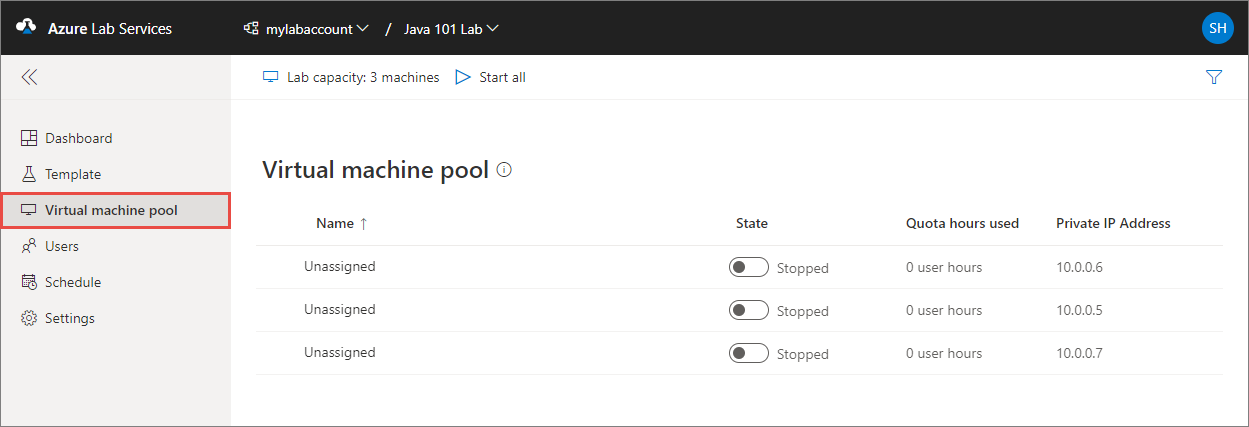 Azure Lab Services mylabaccount / Java 101 Lab SH
Lab capacity: 3 machines Start all
Dashboard
Template
Virtual machine pool
Users
Schedule
Settings
Virtual machine pool
Name ↑ State Quota hours used Private IP Address
Unassigned Stopped 0 user hours 10.0.0.6
Unassigned Stopped 0 user hours 10.0.0.5
Unassigned Stopped 0 user hours 10.0.0.7